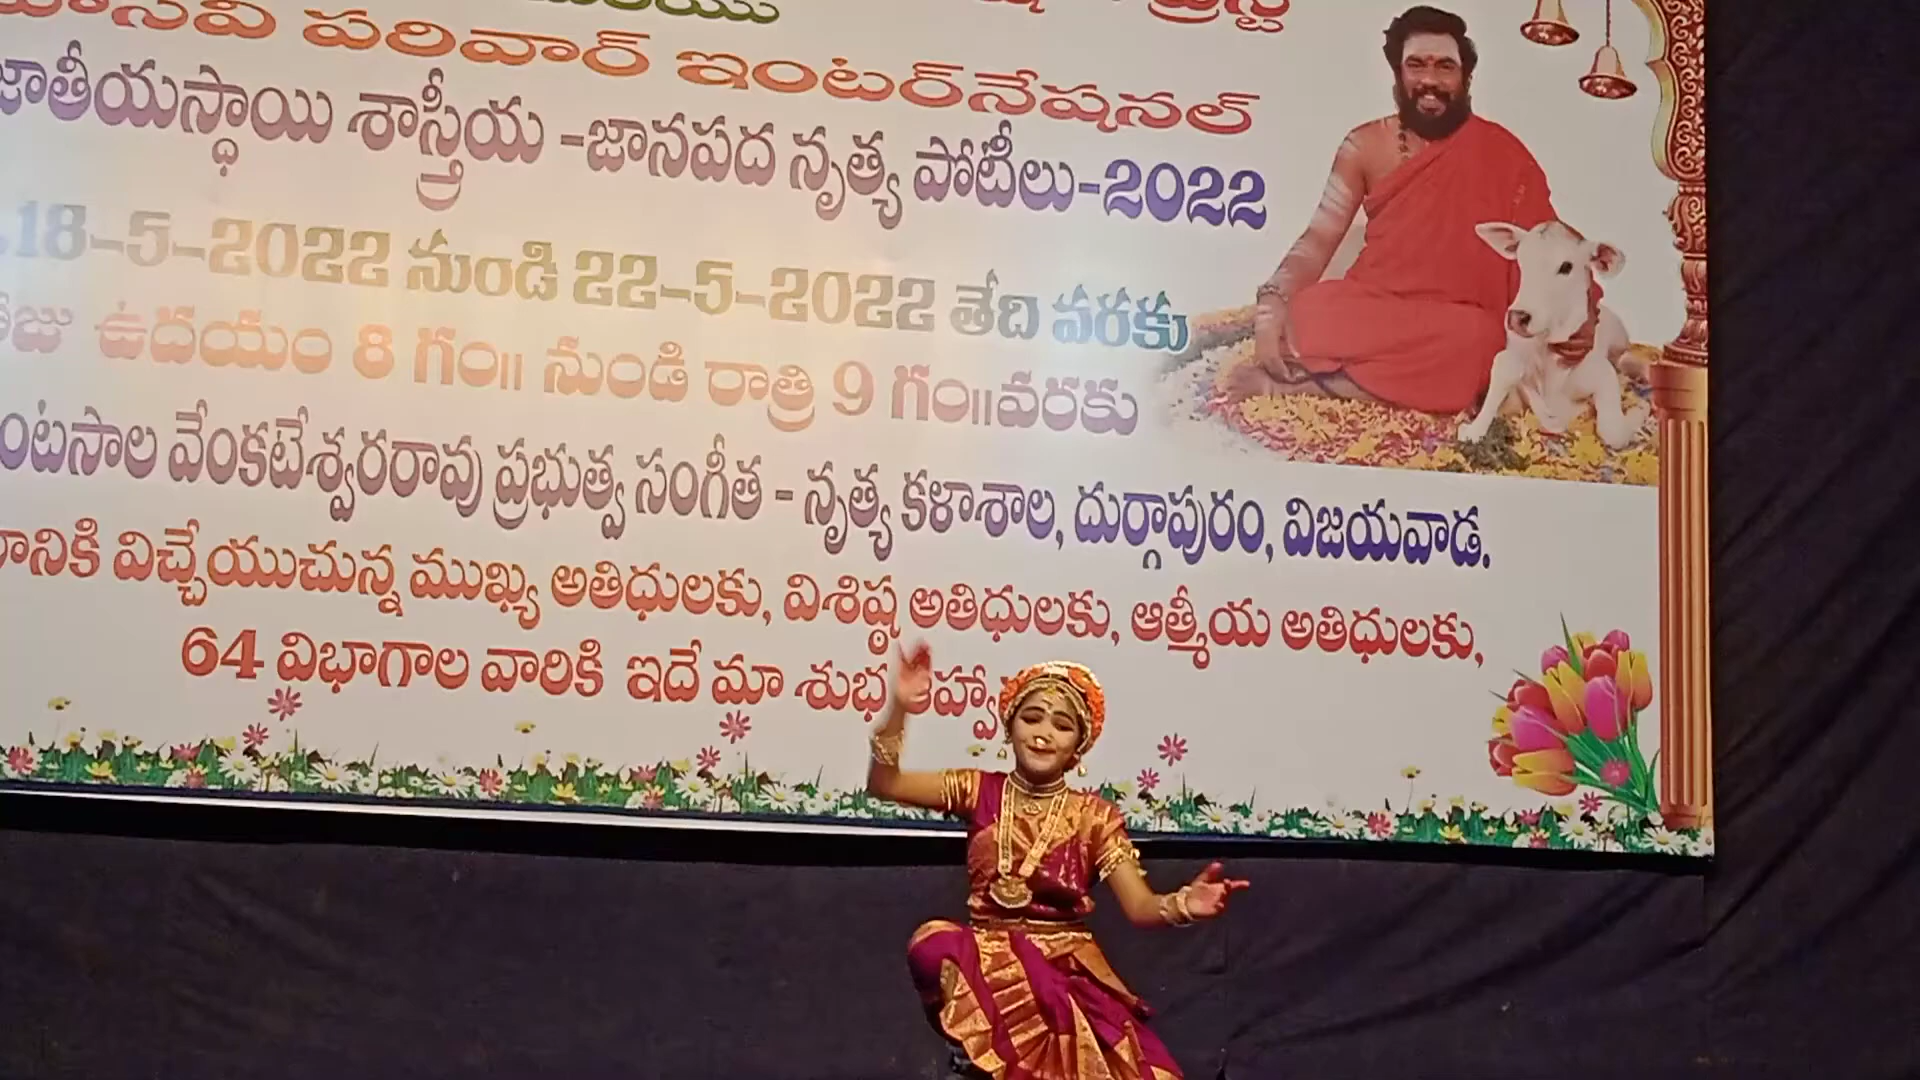 పరివార్ ఇంటర్‌నేషనల్
జాతీయస్థాయి శాస్త్రీయ -జానపద నృత్య పోటీలు-2022
.18-5-2022 నుండి 22-5-2022 తేది వరకు
ఉదయం 8 గం॥ నుండి రాత్రి 9 గం॥వరకు
వేంకటేశ్వరరావు ప్రభుత్వ సంగీత - నృత్య కళాశాల, దుర్గాపురం, విజయవాడ.
విచ్చేయుచున్న ముఖ్య అతిధులకు, విశిష్ఠ అతిధులకు, ఆత్మీయ అతిధులకు,
64 విభాగాల వారికి ఇదే మా శుభ